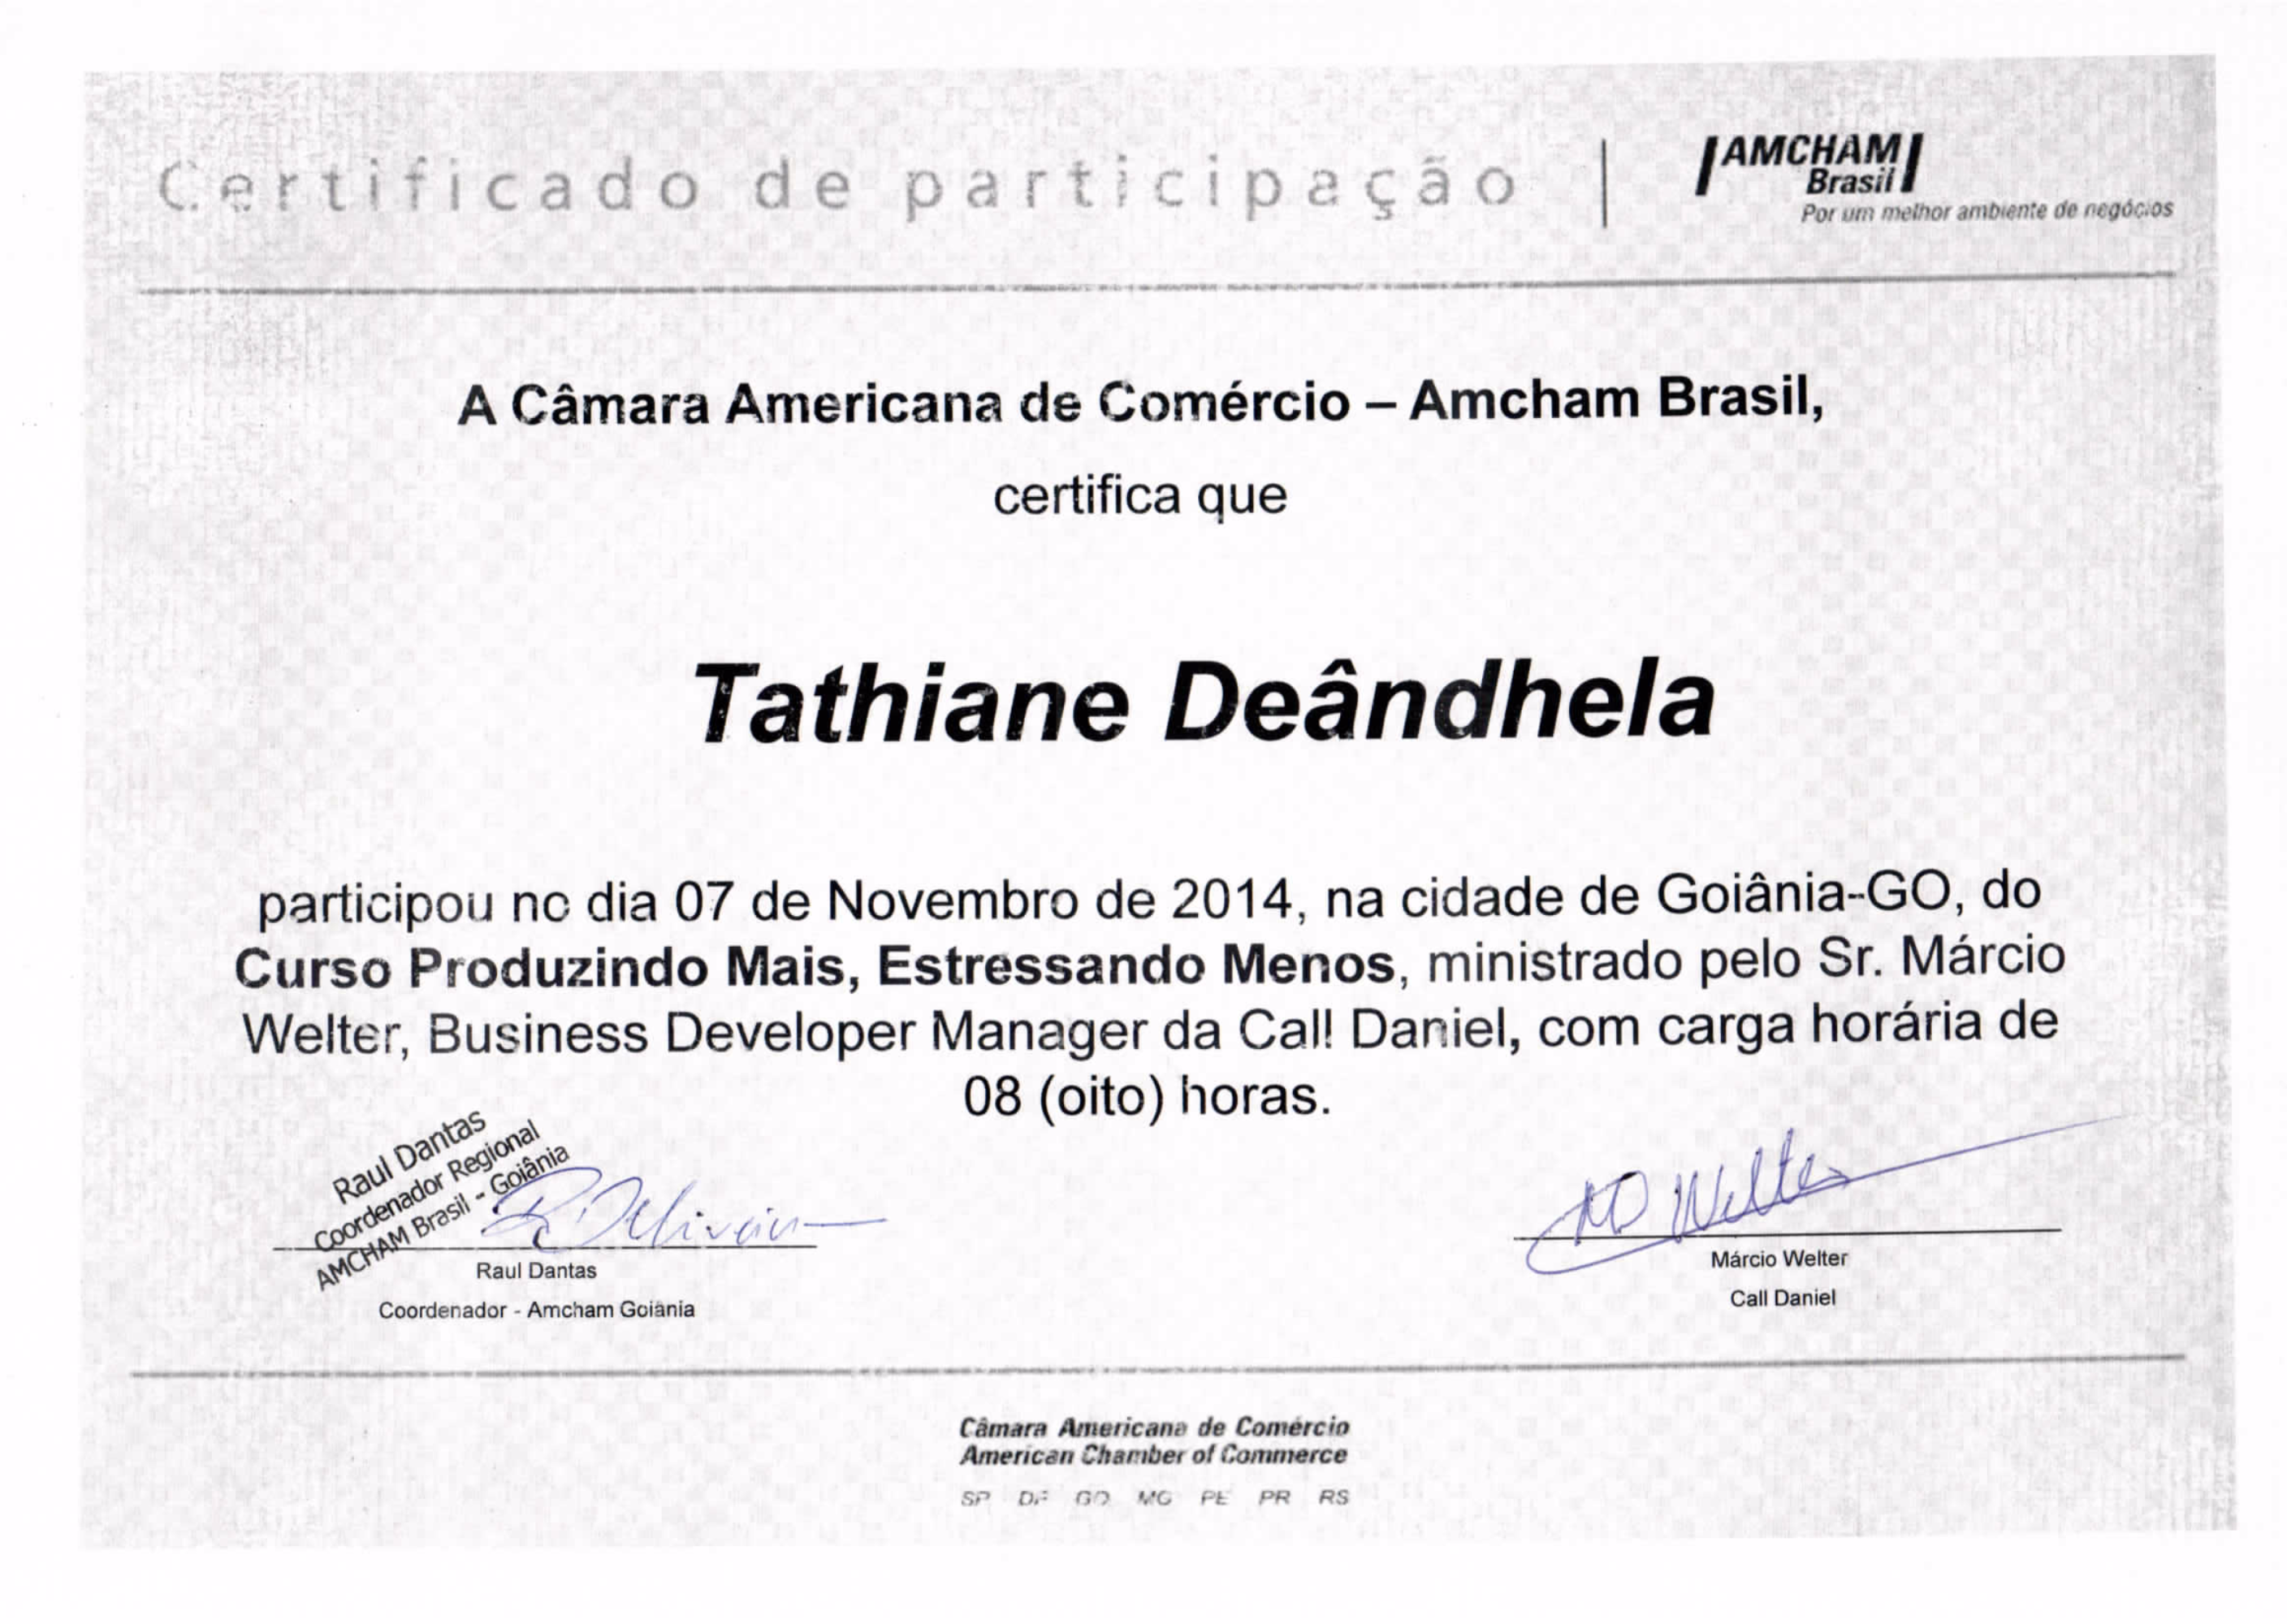 Certificado de participação
AMCHAM
Brasil
Por um melhor ambiente de negócios
A Câmara Americana de Comércio – Amcham Brasil,
certifica que
Tathiane Deândhela
participou no dia 07 de Novembro de 2014, na cidade de Goiânia-GO, do
Curso Produzindo Mais, Estressando Menos, ministrado pelo Sr. Márcio
Welter, Business Developer Manager da Call Daniel, com carga horária de
08 (oito) horas.
Raul Dantas
Coordenador Regional
AMCHAM Brasil - Goiânia
Raul Dantas
Coordenador - Amcham Goiânia
Welter
Márcio Welter
Call Daniel
Câmara Americana de Comércio
American Chamber of Commerce
SP DF GO MG PE PR RS